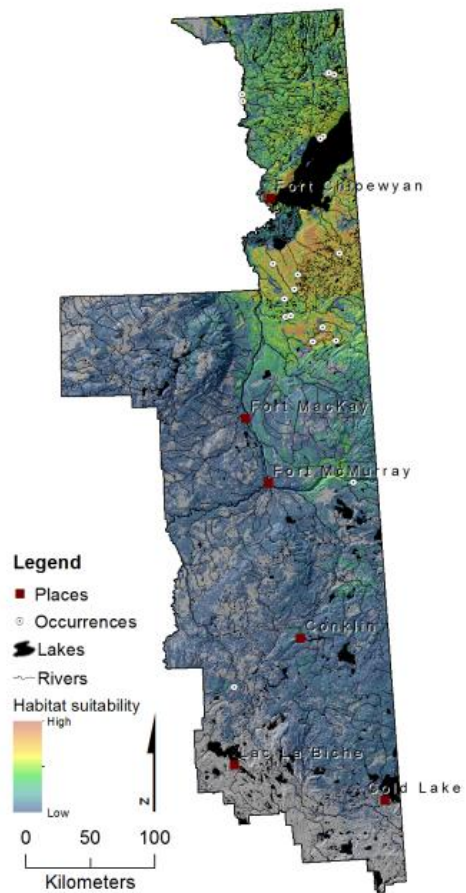 Fort Chipewyan
Fort MacKay
Fort McMurray
Conklin
Lac La Biche
Cold Lake
Legend
Places
Occurrences
Lakes
Rivers
Habitat suitability
High
Low
N
0 50 100
Kilometers